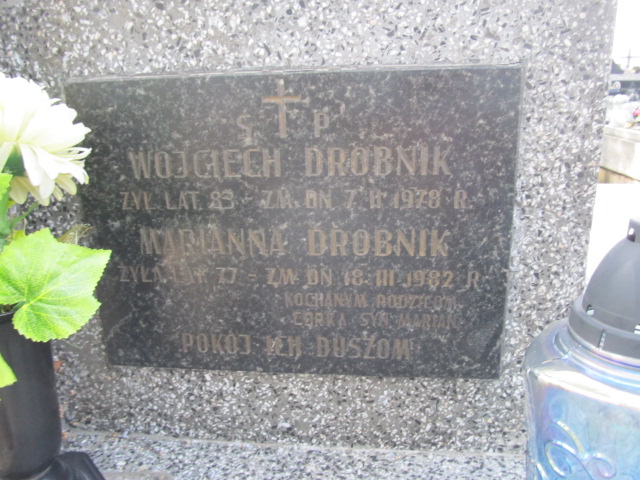 Ś P
WOJCIECH DROBNIK
ŻYŁ LAT 83 - ZM. DN. 7 II 1978 R.
MARIANNA DROBNIK
ŻYŁA LAT 77 - ZM. DN. 18 III 1982 R.
KOCHANYM RODZICOM
CÓRKA SYN MARIAN
POKÓJ ICH DUSZOM